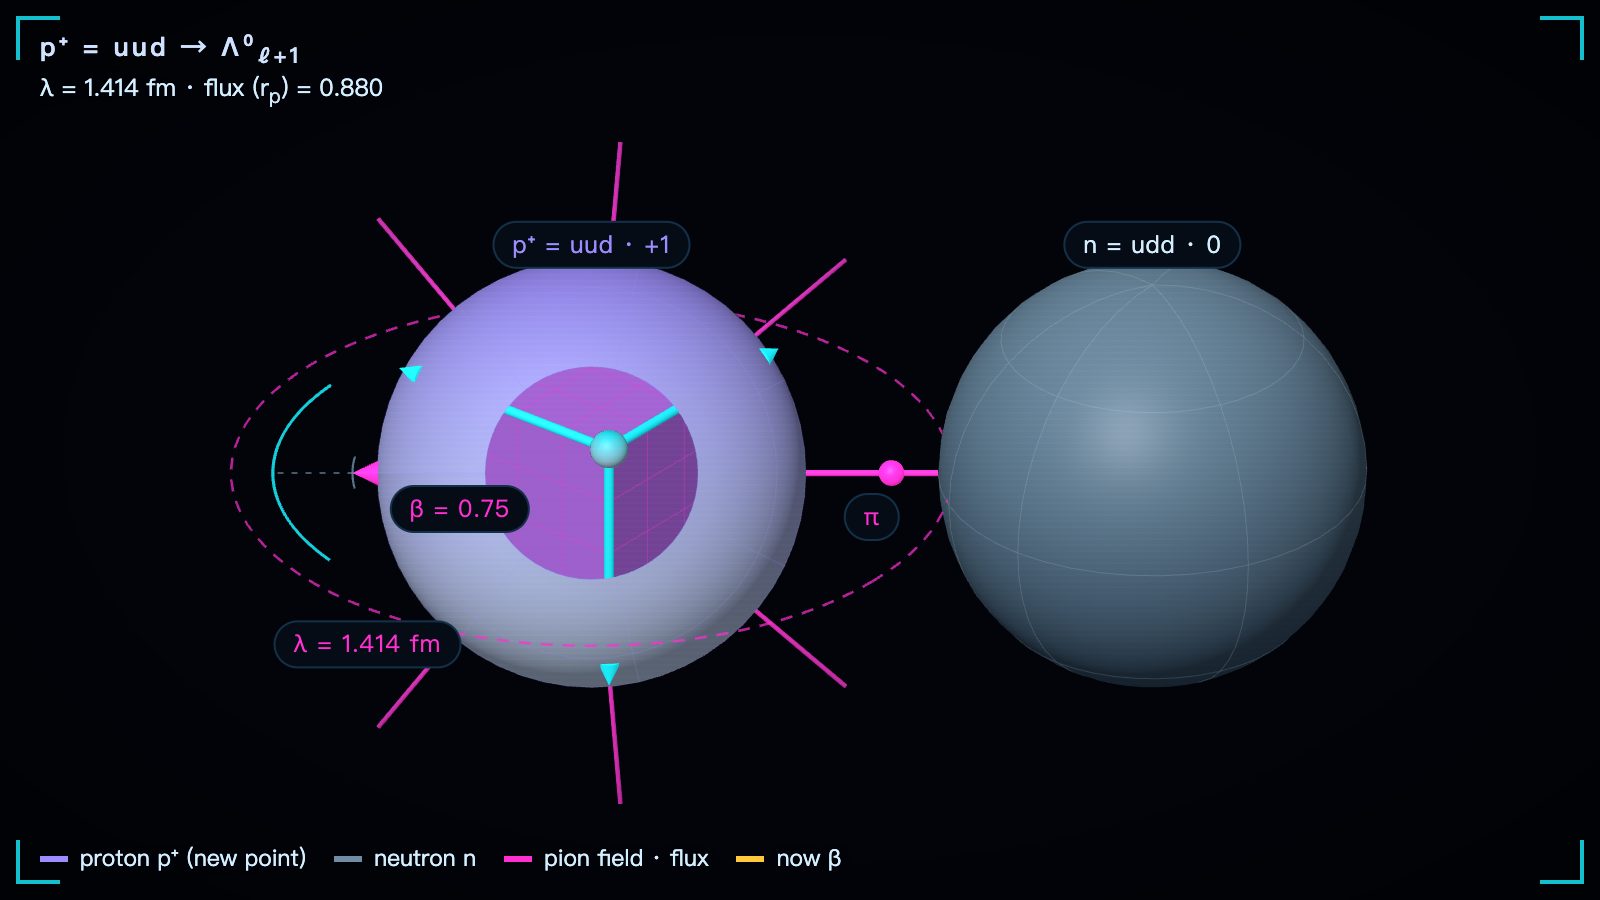 p⁺ = uud → Λ⁰ℓ+1
λ = 1.414 fm · flux (rₚ) = 0.880
p⁺ = uud · +1
n = udd · 0
β = 0.75
π
λ = 1.414 fm
proton p⁺ (new point)
neutron n
pion field · flux
now β